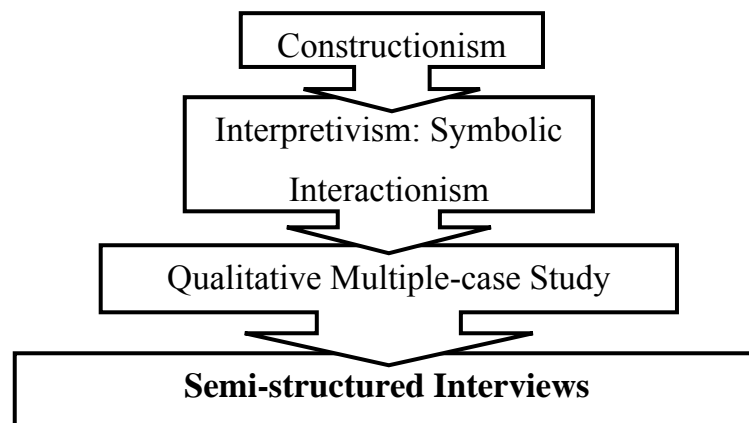 Constructionism
Interpretivism: Symbolic
Interactionism
Qualitative Multiple-case Study
Semi-structured Interviews